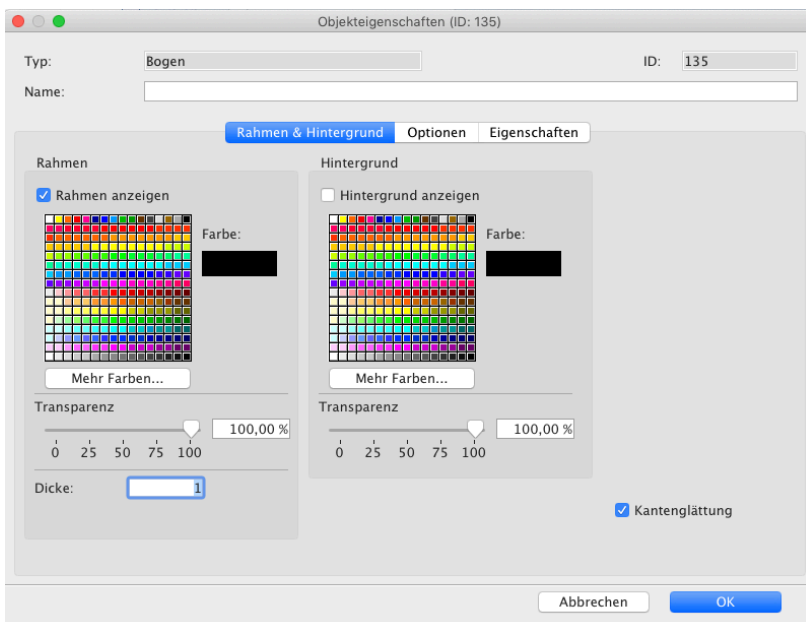 Objekteigenschaften (ID: 135)
Typ: Bogen ID: 135
Name:
Rahmen & Hintergrund Optionen Eigenschaften
Rahmen Hintergrund
Rahmen anzeigen Hintergrund anzeigen
Farbe: Farbe:
Mehr Farben... Mehr Farben...
Transparenz Transparenz
100,00 % 100,00 %
0 25 50 75 100 0 25 50 75 100
Dicke: 1
Kantenglättung
Abbrechen OK